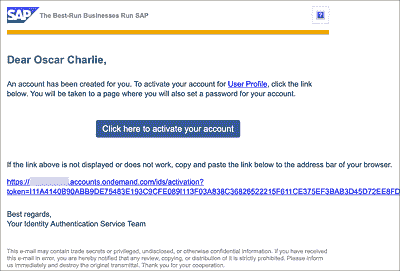 SAP The Best-Run Businesses Run SAP
?
Dear Oscar Charlie,
An account has been created for you. To activate your account for User Profile, click the link
below. You will be taken to a page where you will also set a password for your account.
Click here to activate your account
If the link above is not displayed or does not work, copy and paste the link below to the address bar of your browser.
https:// .accounts.ondemand.com/ids/activation?
token=I11A4140B90ABB9DE75483E193C9CFE089I113F03A838C36826522215F611CE375EF3BAB3D45D72EE8FD
Best regards,
Your Identity Authentication Service Team
This e-mail may contain trade secrets or privileged, undisclosed, or otherwise confidential information. If you have received
this e-mail in error, you are hereby notified that any review, copying, or distribution of it is strictly prohibited. Please inform
us immediately and destroy the original transmittal. Thank you for your cooperation.